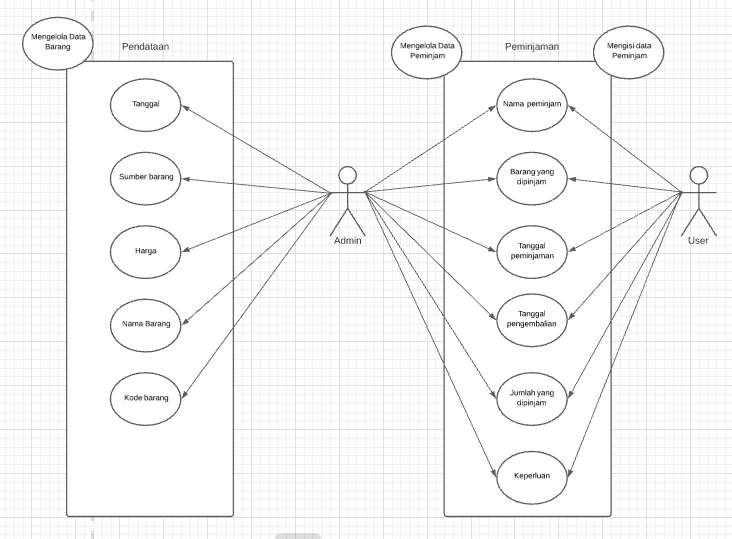 Mengelola Data
Barang
Pendataan
Tanggal
Sumber barang
Harga
Nama Barang
Kode barang
Admin
Mengelola Data
Peminjam
Peminjaman
Mengisi data
Peminjam
Nama peminjam
Barang yang
dipinjam
Tanggal
peminjaman
Tanggal
pengembalian
Jumlah yang
dipinjam
Keperluan
User